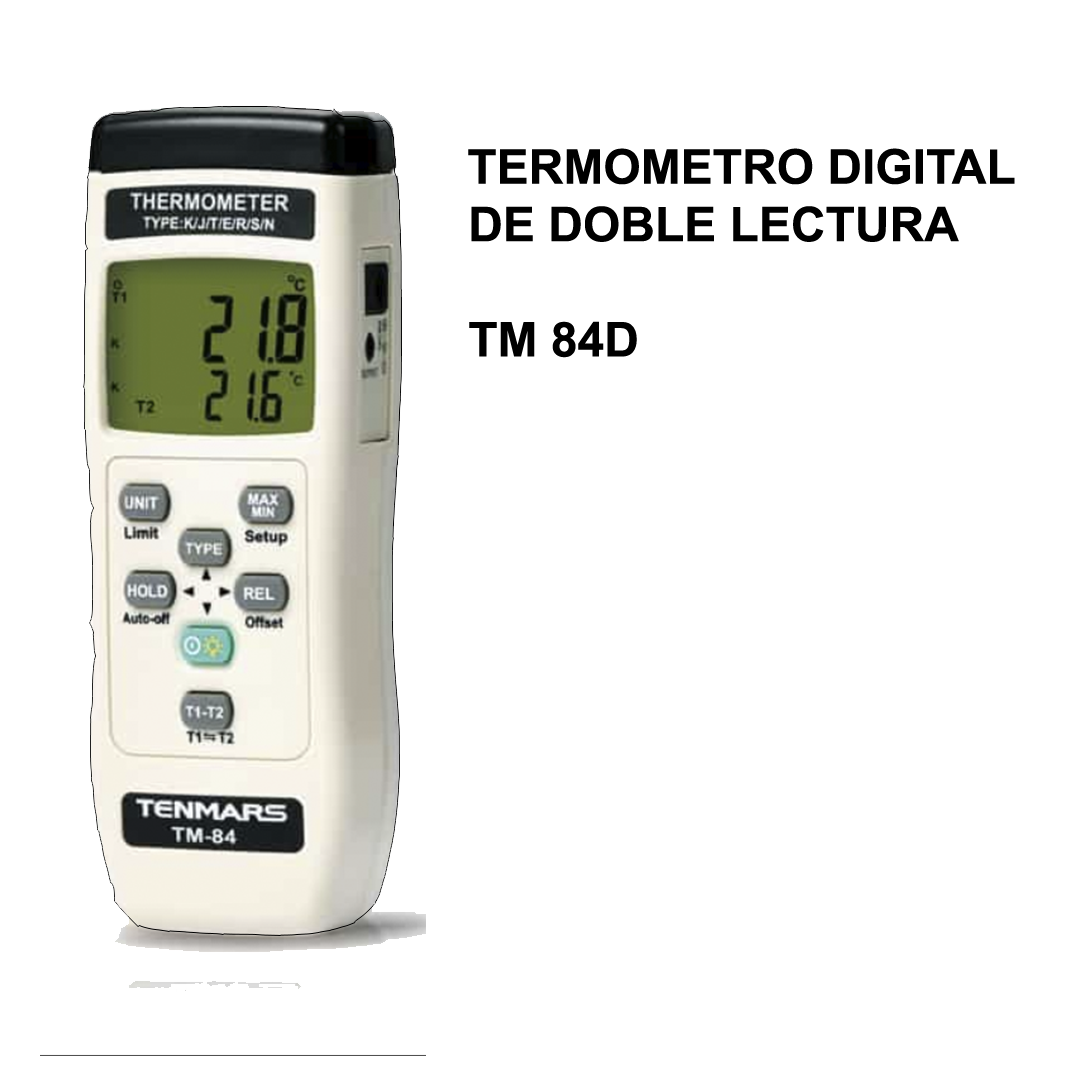 TERMOMETRO DIGITAL
DE DOBLE LECTURA
TM 84D
THERMOMETER
TYPE:K/J/T/E/R/S/N
T1
°C
21.8
K
K
°C
21.6
T2
UNIT
MAX
MIN
Limit
Setup
TYPE
HOLD
REL
Auto-off
Offset
T1-T2
T1⇆T2
TENMARS
TM-84